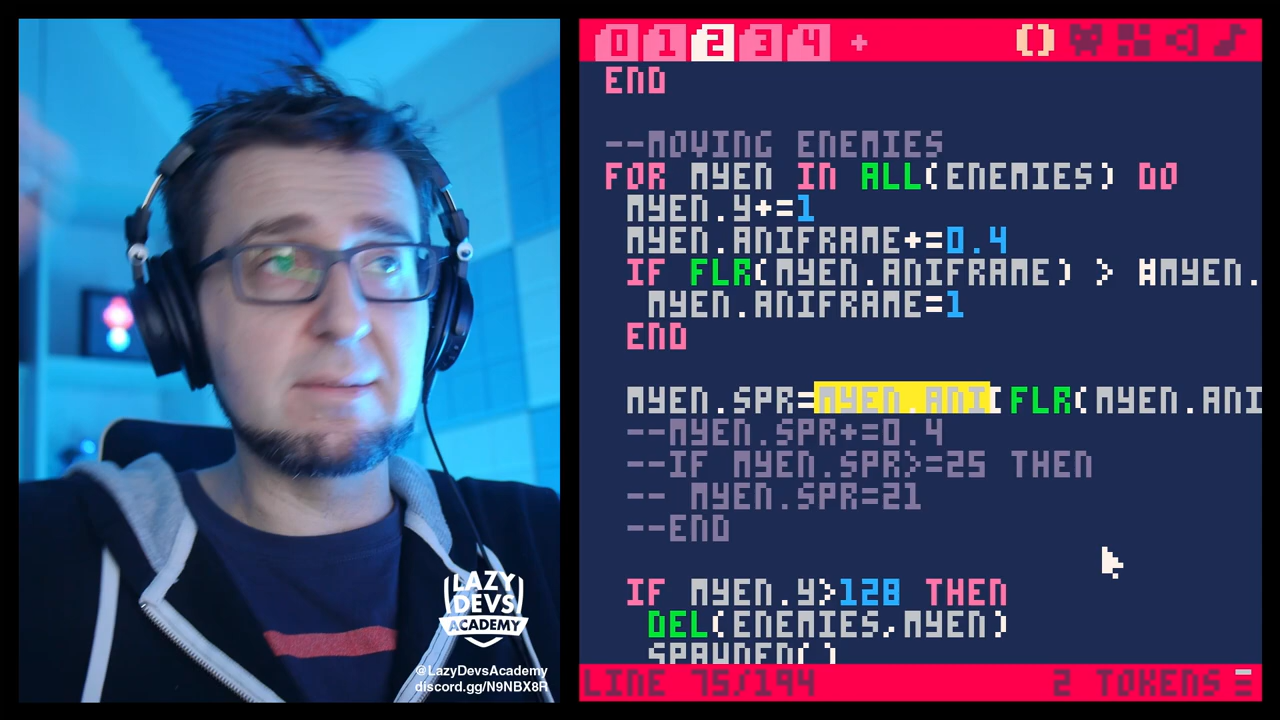 LAZY
DEVS
ACADEMY
@LazyDevsAcademy
discord.gg/N9NBX8R
0 1 2 3 4 +
END
--MOVING ENEMIES
FOR MYEN IN ALL(ENEMIES) DO
MYEN.Y+=1
MYEN.ANIFRAME+=0.4
IF FLR(MYEN.ANIFRAME) > #MYEN.
MYEN.ANIFRAME=1
END
MYEN.SPR=MYEN.ANI[FLR(MYEN.ANI
--MYEN.SPR+=0.4
--IF MYEN.SPR>=25 THEN
-- MYEN.SPR=21
--END
IF MYEN.Y>128 THEN
DEL(ENEMIES,MYEN)
SPAWNEN()
LINE 75/194
2 TOKENS